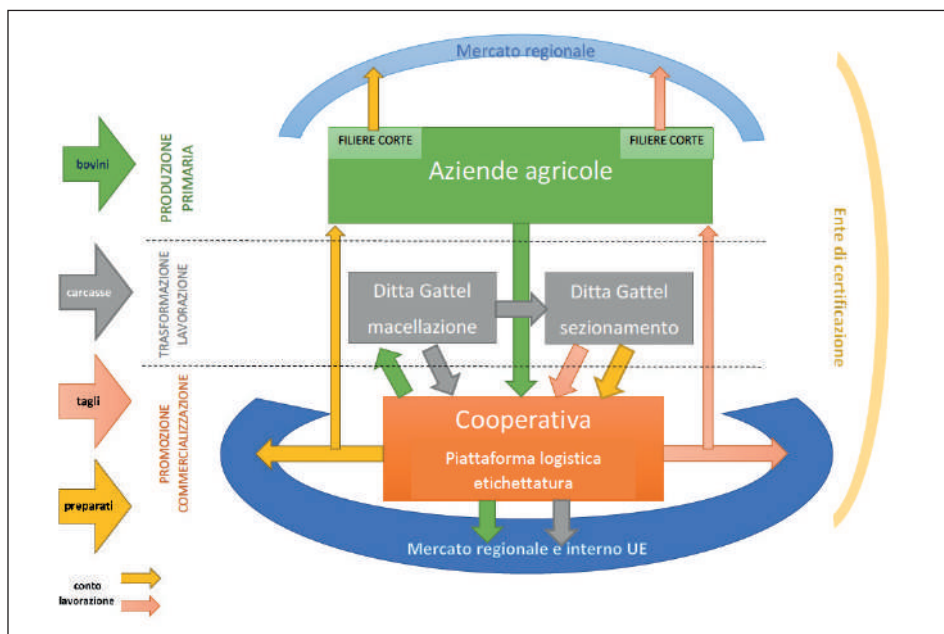 Mercato regionale
FILIERE CORTE
FILIERE CORTE
Aziende agricole
bovini
PRODUZIONE
PRIMARIA
carcasse
TRASFORMAZIONE
LAVORAZIONE
Ditta Gattel
macellazione
Ditta Gattel
sezionamento
Ente di certificazione
tagli
preparati
PROMOZIONE
COMMERCIALIZZAZIONE
Cooperativa
Piattaforma logistica
etichettatura
Mercato regionale e interno UE
conto
lavorazione